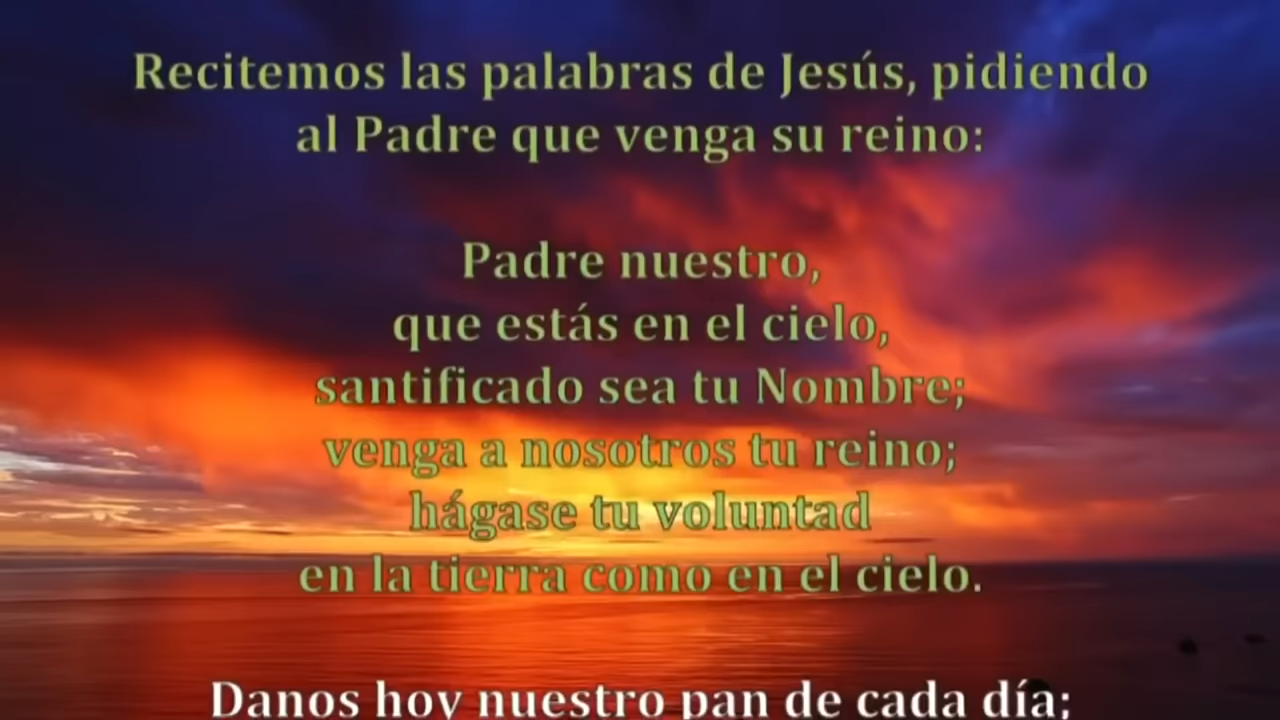 Recitemos las palabras de Jesús, pidiendo
al Padre que venga su reino:
Padre nuestro,
que estás en el cielo,
santificado sea tu Nombre;
venga a nosotros tu reino;
hágase tu voluntad
en la tierra como en el cielo.
Danos hoy nuestro pan de cada día;